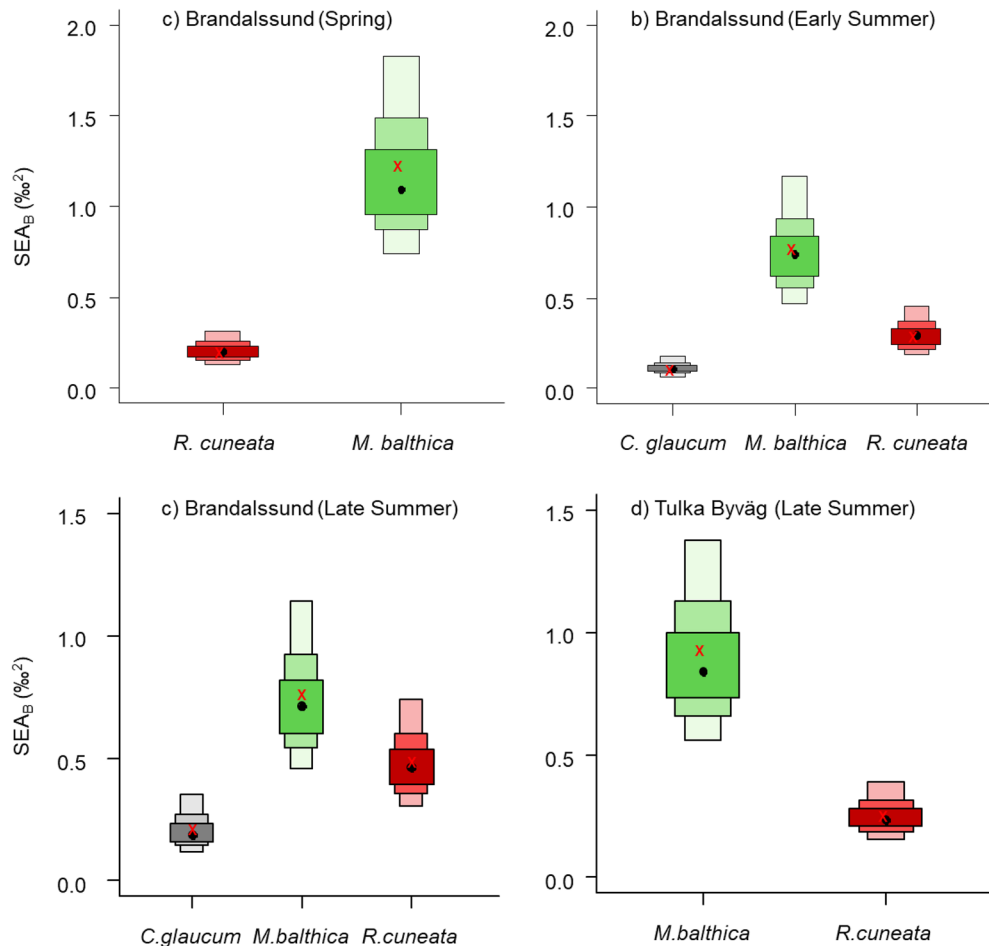 c) Brandalssund (Spring)
2.0
1.5
1.0
0.5
0.0
SEA_B (‰²)
x
x
R. cuneata M. balthica
b) Brandalssund (Early Summer)
2.0
1.5
1.0
0.5
0.0
x
x
x
C. glaucum M. balthica R. cuneata
c) Brandalssund (Late Summer)
1.5
1.0
0.5
0.0
SEA_B (‰²)
x
x
x
C.glaucum M.balthica R.cuneata
d) Tulka Byväg (Late Summer)
1.5
1.0
0.5
0.0
x
x
M.balthica R.cuneata